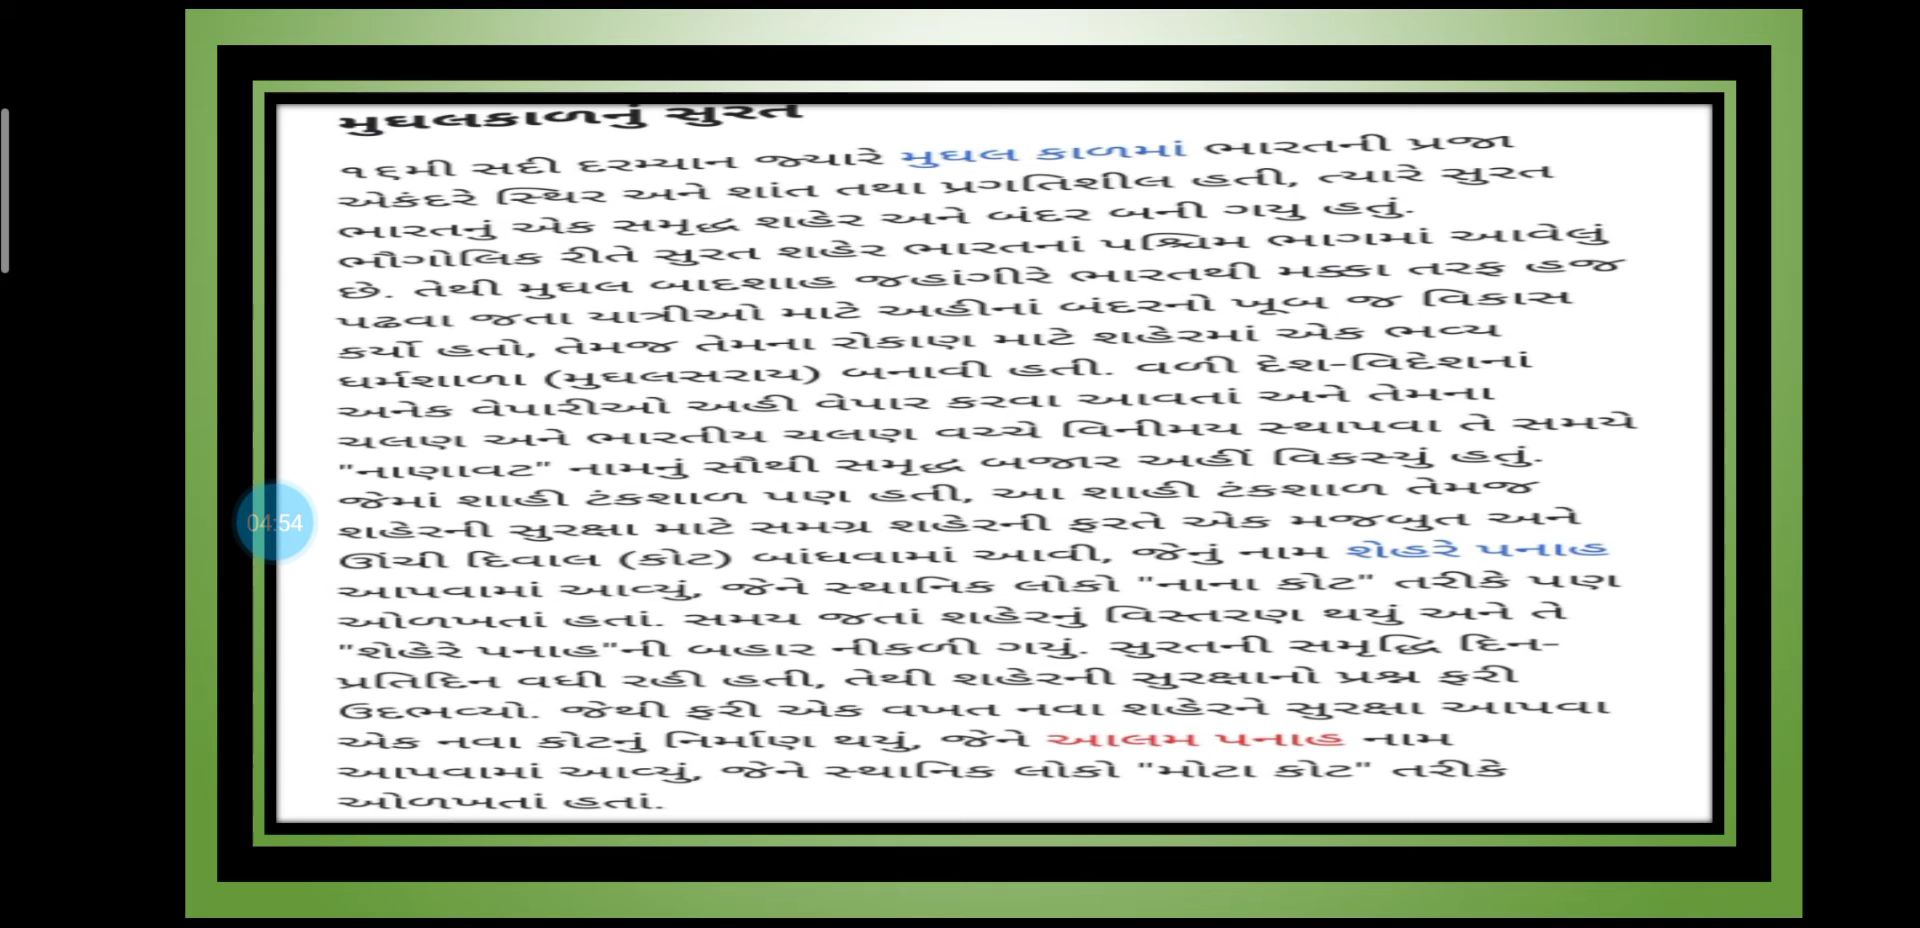 મુઘલકાળનું સુરત
૧૬મી સદી દરમ્યાન જ્યારે મુઘલ કાળમાં ભારતની પ્રજા
એકંદરે સ્થિર અને શાંત તથા પ્રગતિશીલ હતી, ત્યારે સુરત
ભારતનું એક સમૃદ્ધ શહેર અને બંદર બની ગયુ હતું.
ભૌગોલિક રીતે સુરત શહેર ભારતનાં પશ્ચિમ ભાગમાં આવેલું
છે. તેથી મુઘલ બાદશાહ જહાંગીરે ભારતથી મક્કા તરફ હજ
પઢવા જતા યાત્રીઓ માટે અહીનાં બંદરનો ખૂબ જ વિકાસ
કર્યો હતો, તેમજ તેમના રોકાણ માટે શહેરમાં એક ભવ્ય
ધર્મશાળા (મુઘલસરાય) બનાવી હતી. વળી દેશ-વિદેશનાં
અનેક વેપારીઓ અહી વેપાર કરવા આવતાં અને તેમના
ચલણ અને ભારતીય ચલણ વચ્ચે વિનીમય સ્થાપવા તે સમયે
"નાણાવટ" નામનું સૌથી સમૃદ્ધ બજાર અહીં વિકસ્યું હતું.
જેમાં શાહી ટંકશાળ પણ હતી, આ શાહી ટંકશાળ તેમજ
શહેરની સુરક્ષા માટે સમગ્ર શહેરની ફરતે એક મજબુત અને
ઊંચી દિવાલ (કોટ) બાંધવામાં આવી, જેનું નામ શેહરે પનાહ
આપવામાં આવ્યું, જેને સ્થાનિક લોકો "નાના કોટ" તરીકે પણ
ઓળખતાં હતાં. સમય જતાં શહેરનું વિસ્તરણ થયું અને તે
"શેહેરે પનાહ"ની બહાર નીકળી ગયું. સુરતની સમૃદ્ધિ દિન-
પ્રતિદિન વધી રહી હતી, તેથી શહેરની સુરક્ષાનો પ્રશ્ન ફરી
ઉદભવ્યો. જેથી ફરી એક વખત નવા શહેરને સુરક્ષા આપવા
એક નવા કોટનું નિર્માણ થયું, જેને આલમ પનાહ નામ
આપવામાં આવ્યું, જેને સ્થાનિક લોકો "મોટા કોટ" તરીકે
ઓળખતાં હતાં.
04:54